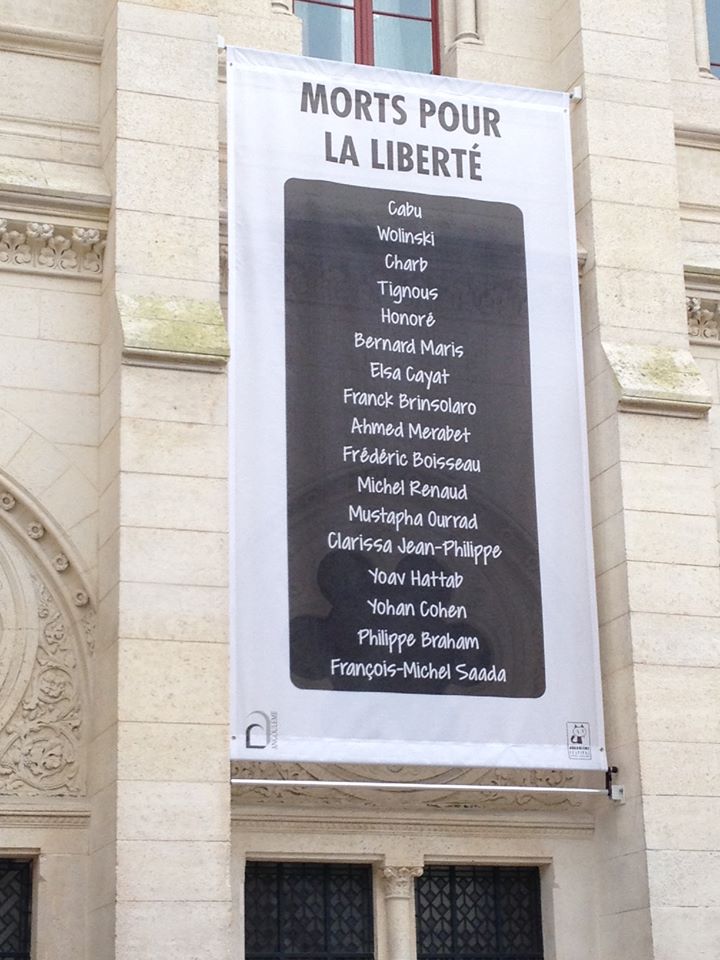 MORTS POUR
LA LIBERTÉ
Cabu
Wolinski
Charb
Tignous
Honoré
Bernard Maris
Elsa Cayat
Franck Brinsolaro
Ahmed Merabet
Frédéric Boisseau
Michel Renaud
Mustapha Ourrad
Clarissa Jean-Philippe
Yoav Hattab
Yohan Cohen
Philippe Braham
François-Michel Saada
ANGOULÊME